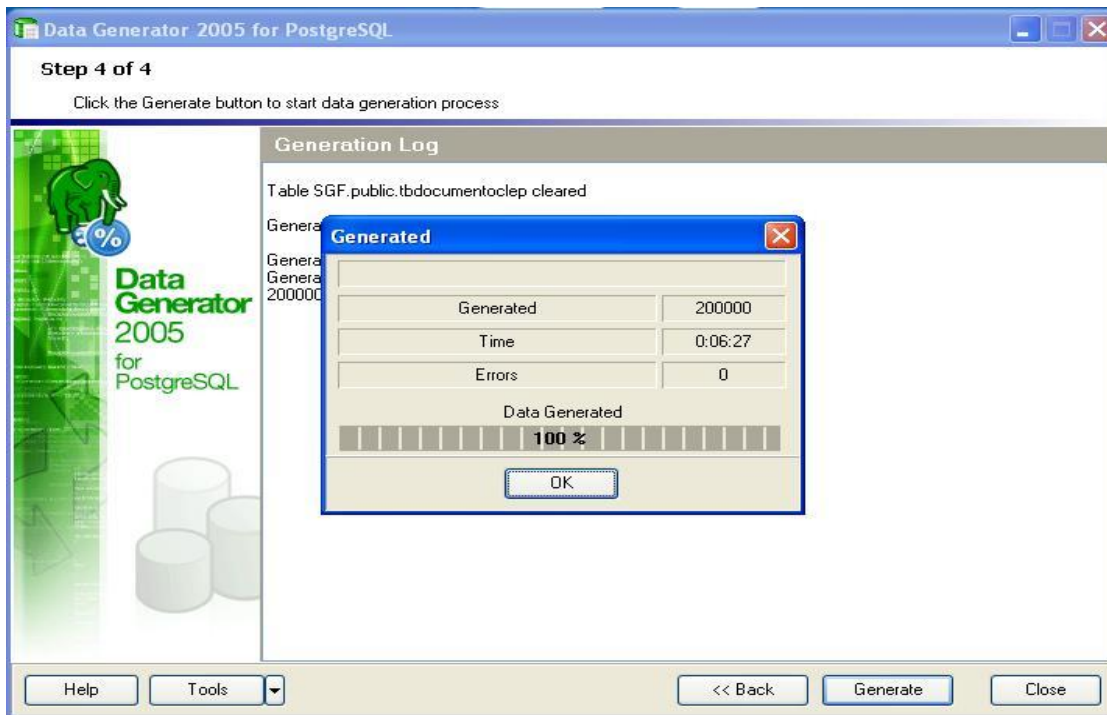 Data Generator 2005 for PostgreSQL
Step 4 of 4
Click the Generate button to start data generation process
Generation Log
Table SGF.public.tbdocumentoclep cleared
Genera
Genera
Genera
200000
%
Data
Generator
2005
for
PostgreSQL
Generated
Generated 200000
Time 0:06:27
Errors 0
Data Generated
100 %
OK
Help Tools << Back Generate Close